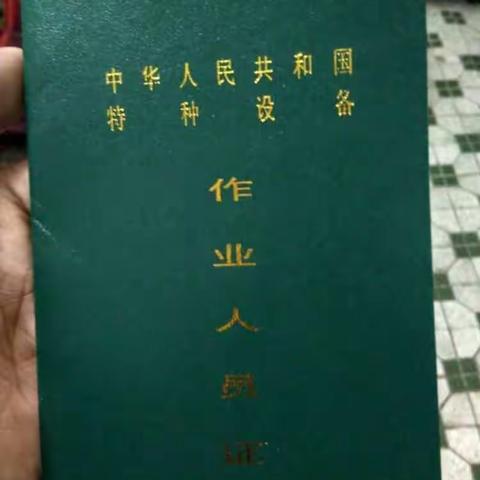 中华人民共和国
特种设备
作
业
人
员
证